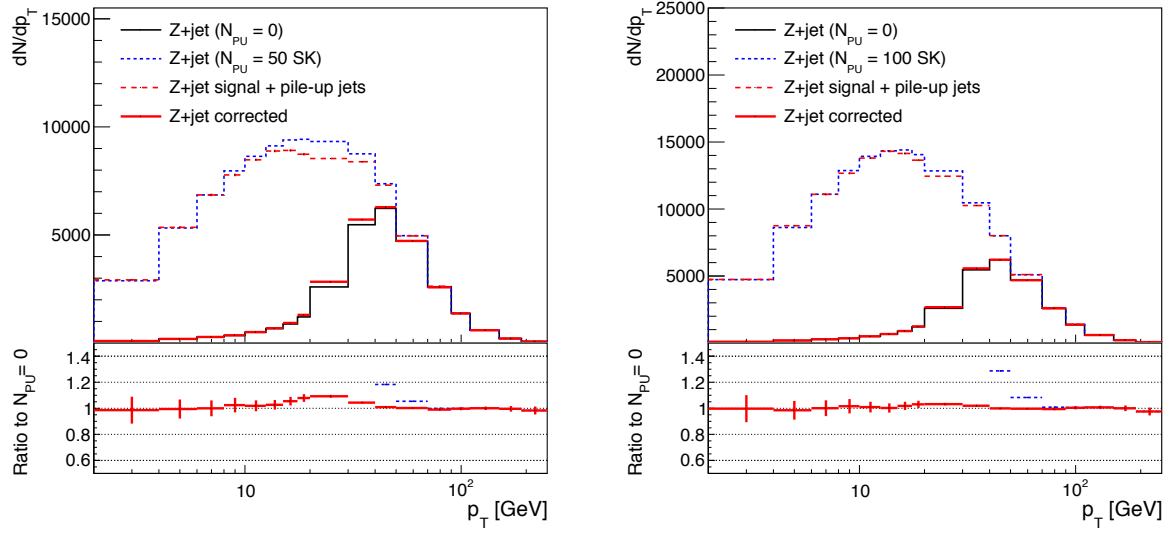 dN/dp_T
15000
10000
5000
Z+jet (N_PU = 0)
Z+jet (N_PU = 50 SK)
Z+jet signal + pile-up jets
Z+jet corrected
Ratio to N_PU= 0
1.4
1.2
1
0.8
0.6
10
10^2
p_T [GeV]
dN/dp_T
25000
20000
15000
10000
5000
Z+jet (N_PU = 0)
Z+jet (N_PU = 100 SK)
Z+jet signal + pile-up jets
Z+jet corrected
Ratio to N_PU= 0
1.4
1.2
1
0.8
0.6
10
10^2
p_T [GeV]